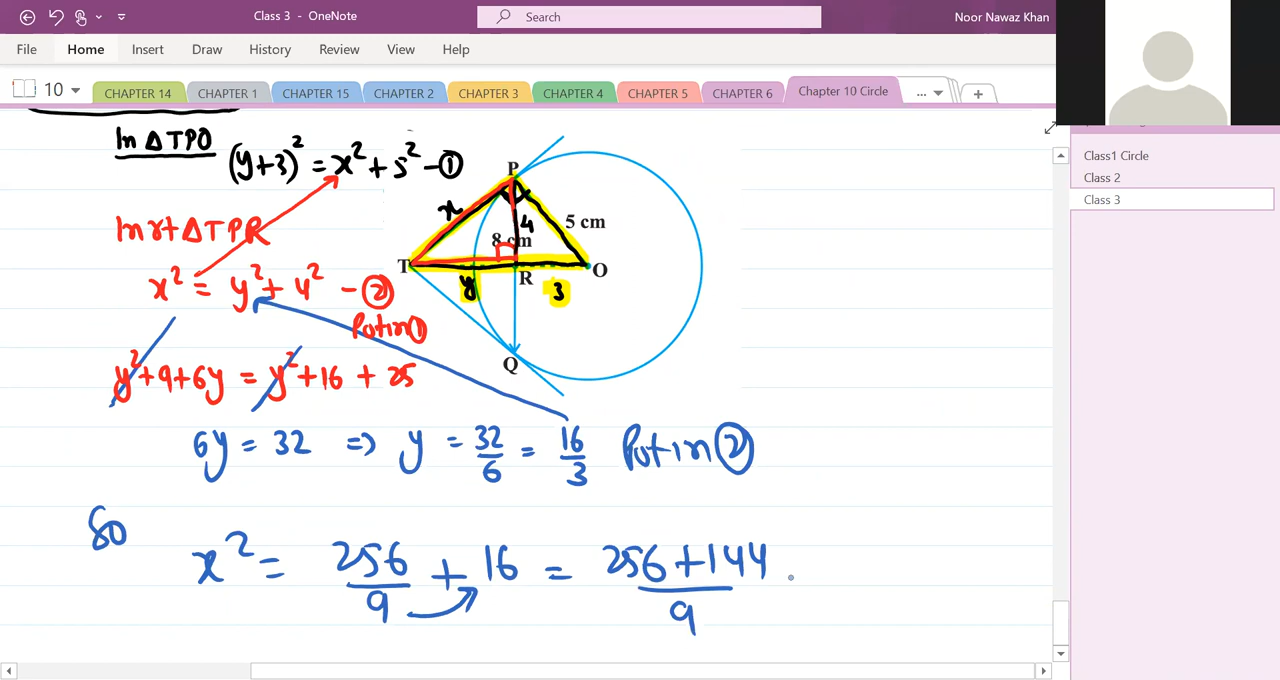 Class 3 - OneNote
Search
Noor Nawaz Khan
File Home Insert Draw History Review View Help
10 CHAPTER 14 CHAPTER 1 CHAPTER 15 CHAPTER 2 CHAPTER 3 CHAPTER 4 CHAPTER 5 CHAPTER 6 Chapter 10 Circle ... +
Class1 Circle
Class 2
Class 3
In ΔTPO
(y+3)² = x² + 5² - ①
In rt ΔTPR
x² = y² + 4² - ②
Put in ①
y² + 9 + 6y = y² + 16 + 25
6y = 32 ⇒ y = 32/6 = 16/3 Put in ②
So
x² = 256/9 + 16 = 256 + 144/9
P
x
4
5 cm
8 cm
T
O
R
y
3
Q